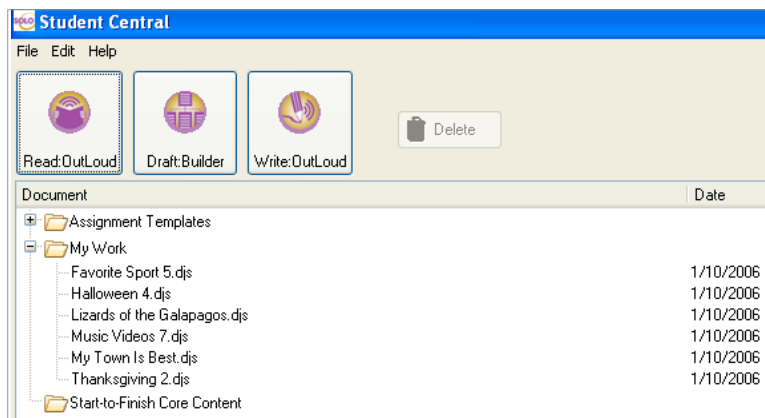 SOLO Student Central
File Edit Help
Read:OutLoud Draft:Builder Write:OutLoud Delete
Document Date
Assignment Templates
My Work
Favorite Sport 5.djs 1/10/2006
Halloween 4.djs 1/10/2006
Lizards of the Galapagos.djs 1/10/2006
Music Videos 7.djs 1/10/2006
My Town Is Best.djs 1/10/2006
Thanksgiving 2.djs 1/10/2006
Start-to-Finish Core Content